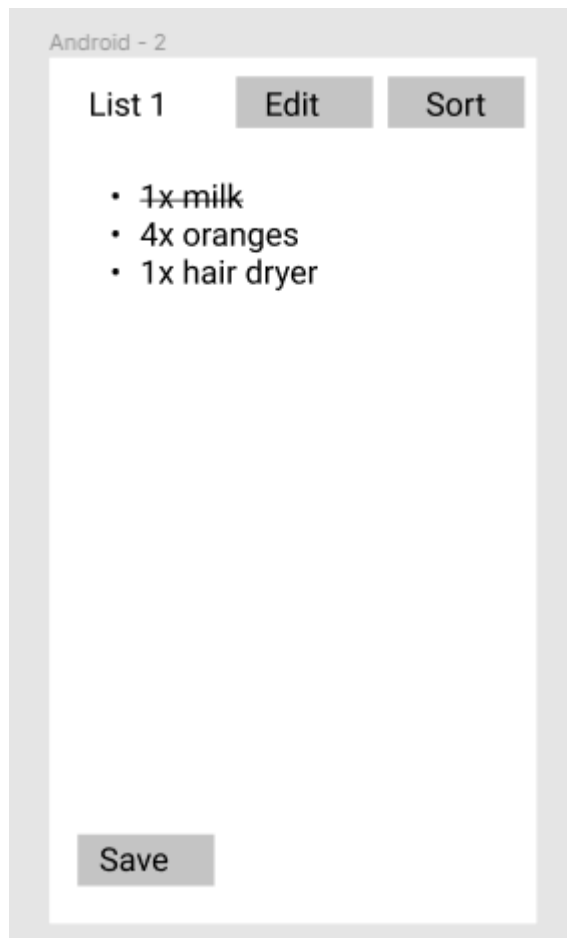 Android - 2
List 1 Edit Sort
• 1x milk
• 4x oranges
• 1x hair dryer
Save